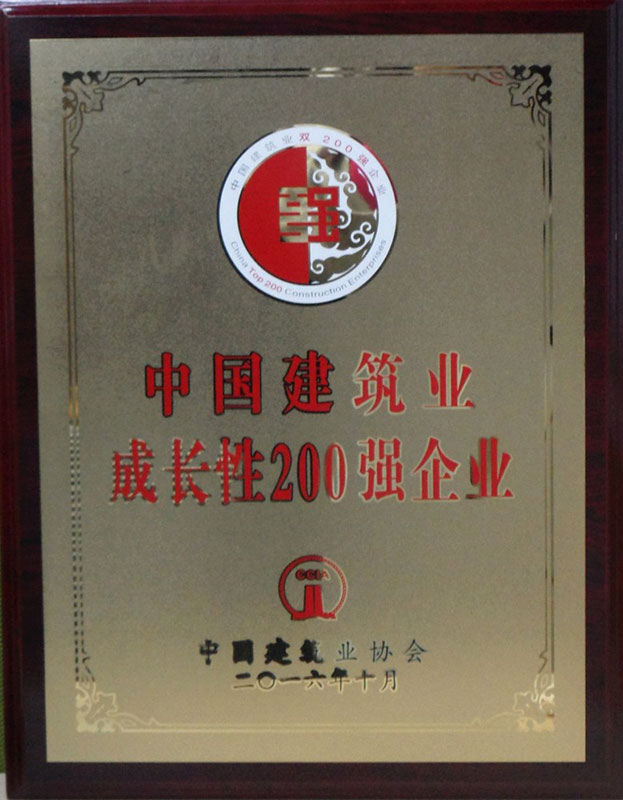 中国建筑业双200强企业
强
China Top 200 Construction Enterprises
中国建筑业
成长性200强企业
CCIA
中国建筑业协会
二〇一六年十月